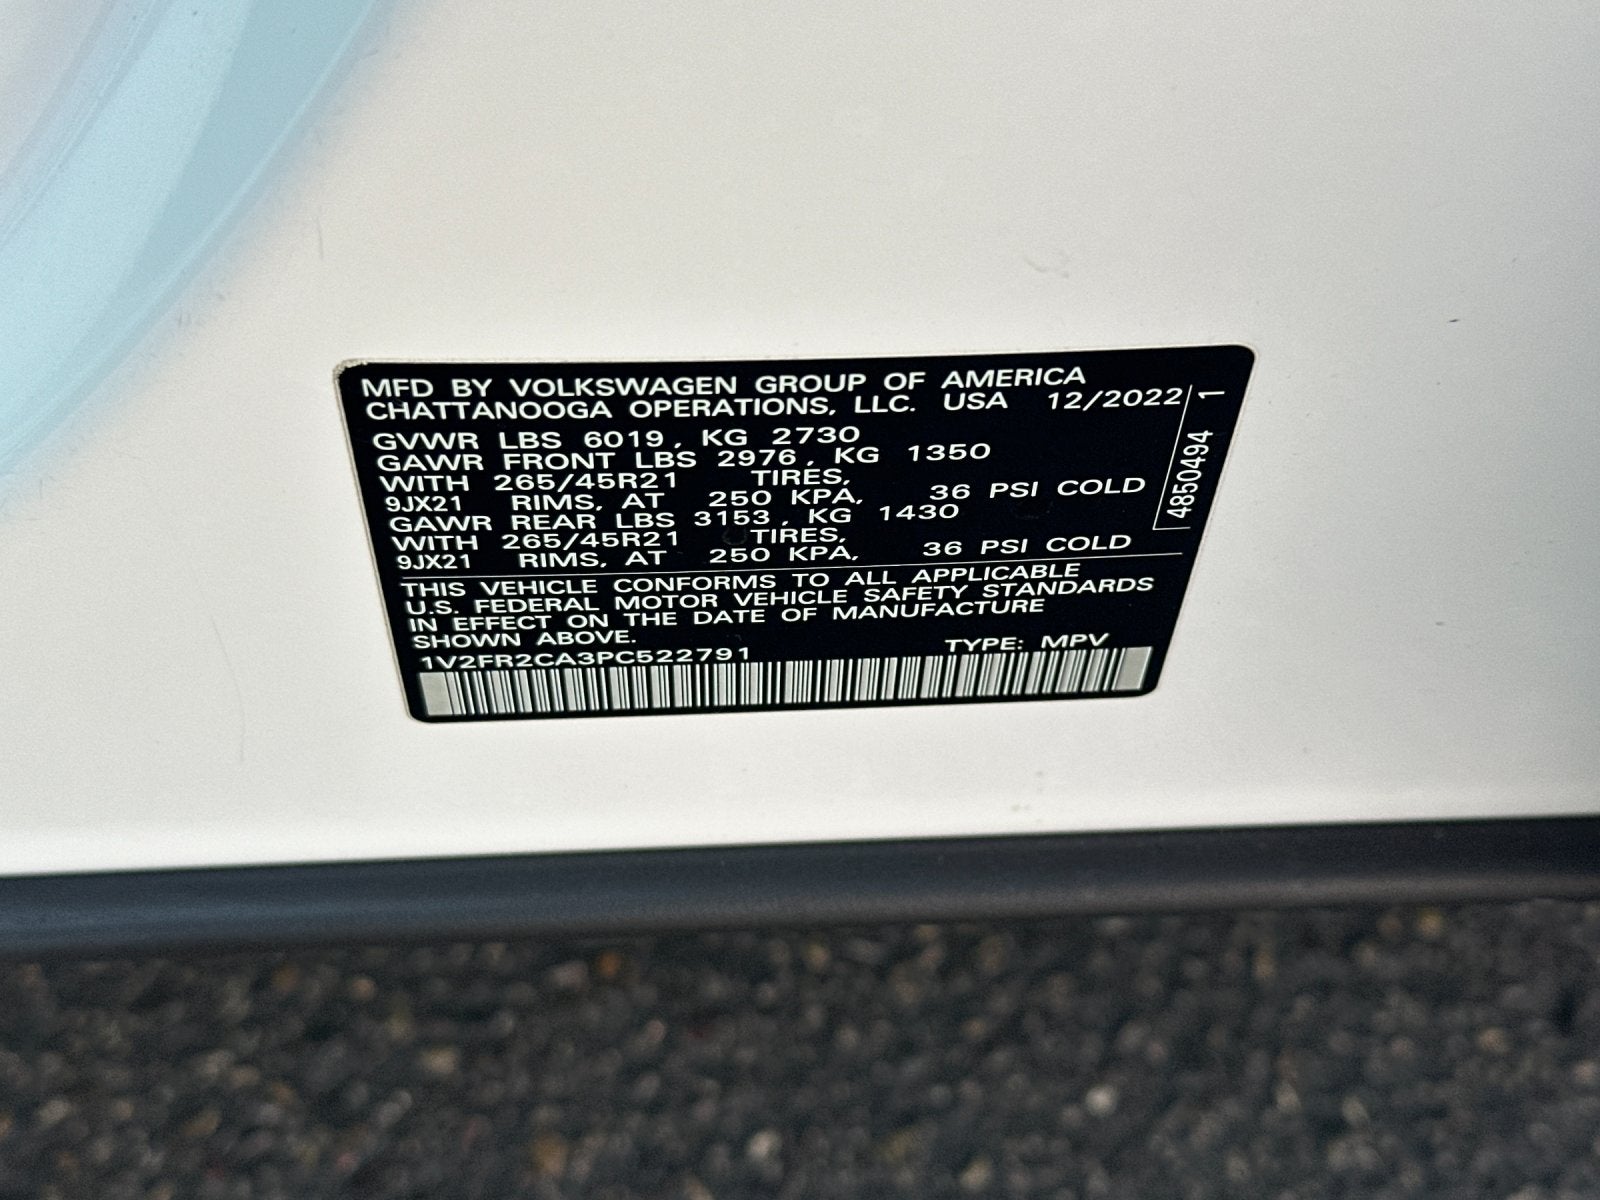 MFD BY VOLKSWAGEN GROUP OF AMERICA
CHATTANOOGA OPERATIONS, LLC. USA 12/2022
GVWR LBS 6019, KG 2730
GAWR FRONT LBS 2976, KG 1350
WITH 265/45R21 TIRES,
9JX21 RIMS, AT 250 KPA, 36 PSI COLD
GAWR REAR LBS 3153, KG 1430
WITH 265/45R21 TIRES,
9JX21 RIMS, AT 250 KPA, 36 PSI COLD
THIS VEHICLE CONFORMS TO ALL APPLICABLE
U.S. FEDERAL MOTOR VEHICLE SAFETY STANDARDS
IN EFFECT ON THE DATE OF MANUFACTURE
SHOWN ABOVE.
1V2FR2CA3PC522791 TYPE: MPV
4850494 1